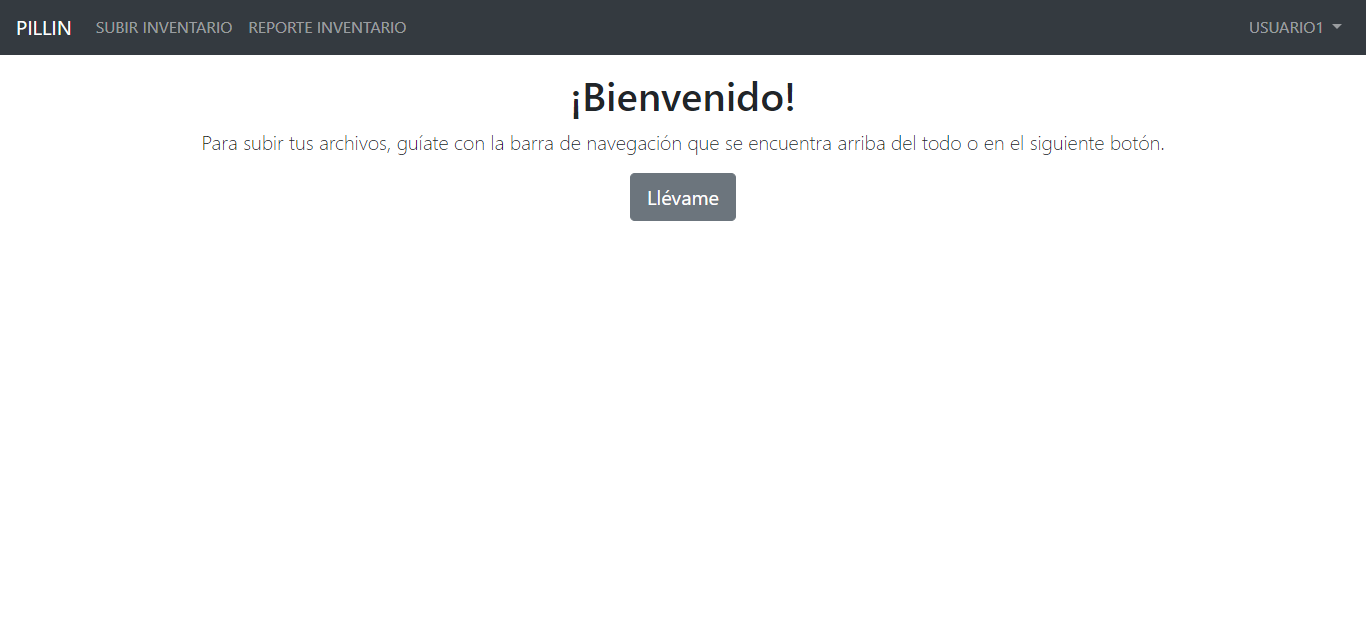 PILLIN SUBIR INVENTARIO REPORTE INVENTARIO USUARIO1
¡Bienvenido!
Para subir tus archivos, guíate con la barra de navegación que se encuentra arriba del todo o en el siguiente botón.
Llévame